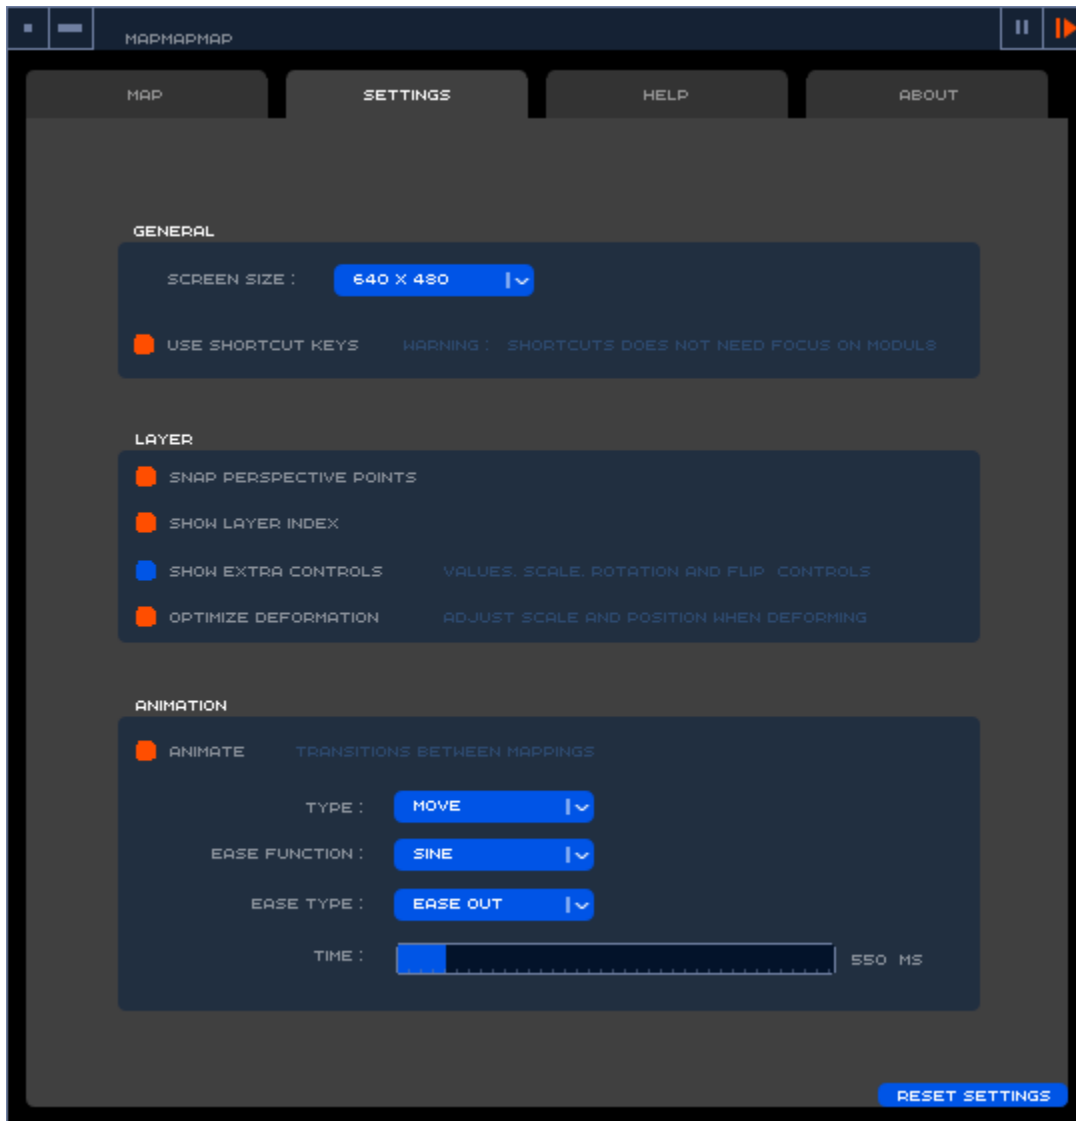 MAPMAPMAP
MAP SETTINGS HELP ABOUT
GENERAL
SCREEN SIZE : 640 X 480
USE SHORTCUT KEYS WARNING : SHORTCUTS DOES NOT NEED FOCUS ON MODUL8
LAYER
SNAP PERSPECTIVE POINTS
SHOW LAYER INDEX
SHOW EXTRA CONTROLS VALUES, SCALE, ROTATION AND FLIP CONTROLS
OPTIMIZE DEFORMATION ADJUST SCALE AND POSITION WHEN DEFORMING
ANIMATION
ANIMATE TRANSITIONS BETWEEN MAPPINGS
TYPE : MOVE
EASE FUNCTION : SINE
EASE TYPE : EASE OUT
TIME : 550 MS
RESET SETTINGS